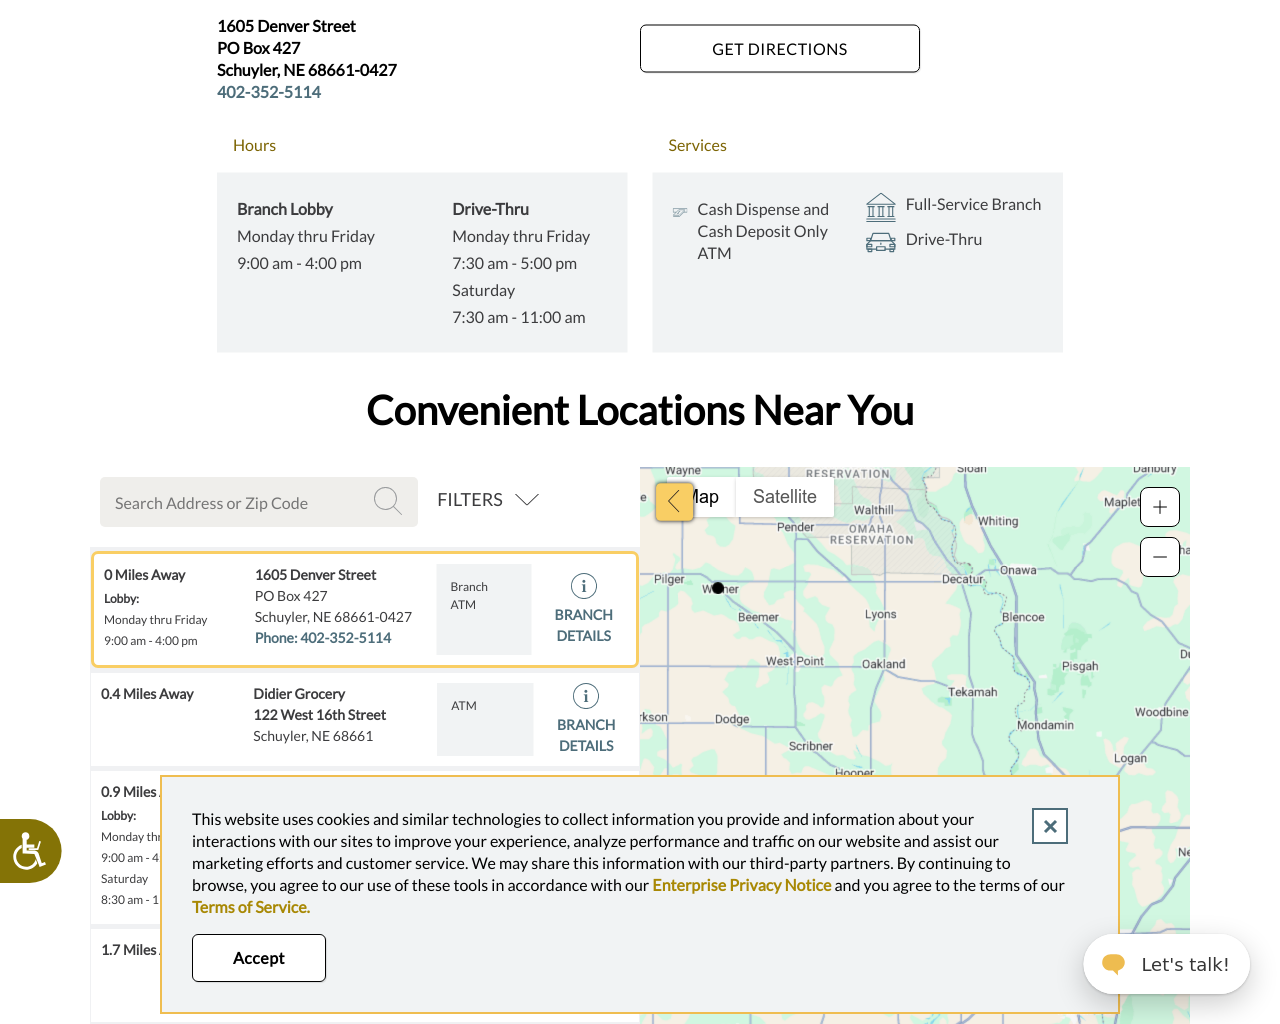 1605 Denver Street
PO Box 427
Schuyler, NE 68661-0427
402-352-5114
GET DIRECTIONS
Hours
Branch Lobby
Monday thru Friday
9:00 am - 4:00 pm
Drive-Thru
Monday thru Friday
7:30 am - 5:00 pm
Saturday
7:30 am - 11:00 am
Services
Cash Dispense and
Cash Deposit Only
ATM
Full-Service Branch
Drive-Thru
Convenient Locations Near You
Search Address or Zip Code
FILTERS
0 Miles Away
Lobby:
Monday thru Friday
9:00 am - 4:00 pm
1605 Denver Street
PO Box 427
Schuyler, NE 68661-0427
Phone: 402-352-5114
Branch
ATM
BRANCH
DETAILS
0.4 Miles Away
Didier Grocery
122 West 16th Street
Schuyler, NE 68661
ATM
BRANCH
DETAILS
0.9 Miles
Lobby:
Monday
9:00 am - 4
Saturday
8:30 am - 1
1.7 Miles
Map
Satellite
Wayne
RESERVATION
Sloan
Danbury
Walthill
Whiting
Pender
OMAHA
RESERVATION
Onawa
Pilger
Decatur
Beemer
Lyons
Blencoe
West Point
Oakland
Pisgah
Tekamah
Dodge
Woodbine
Mondamin
Scribner
Logan
Hooper
This website uses cookies and similar technologies to collect information you provide and information about your
interactions with our sites to improve your experience, analyze performance and traffic on our website and assist our
marketing efforts and customer service. We may share this information with our third-party partners. By continuing to
browse, you agree to our use of these tools in accordance with our Enterprise Privacy Notice and you agree to the terms of our
Terms of Service.
Accept
Let's talk!